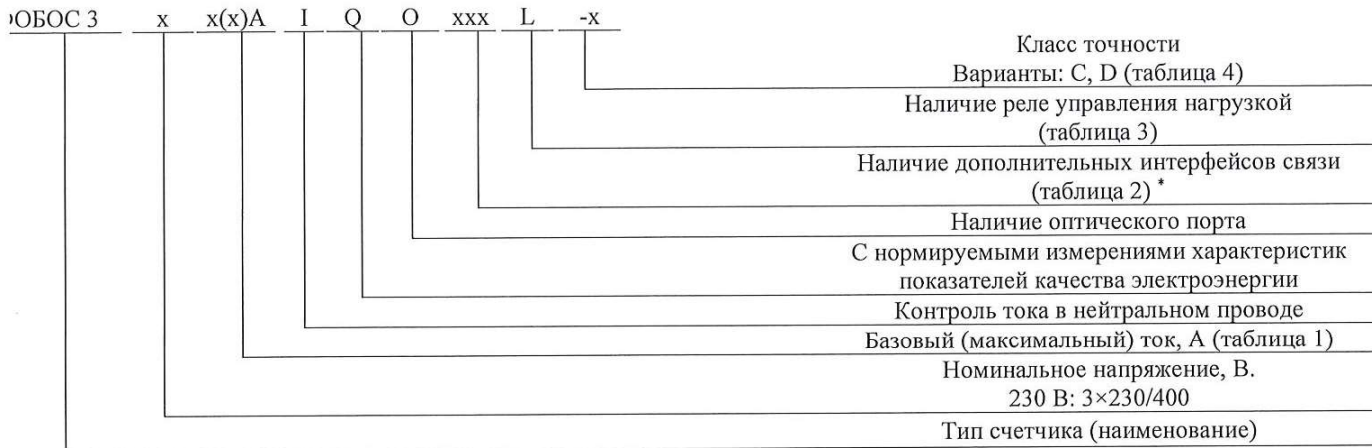 ФОБОС 3 x x(x)A I Q O xxx L -x
Класс точности
Варианты: C, D (таблица 4)
Наличие реле управления нагрузкой
(таблица 3)
Наличие дополнительных интерфейсов связи
(таблица 2) *
Наличие оптического порта
С нормируемыми измерениями характеристик
показателей качества электроэнергии
Контроль тока в нейтральном проводе
Базовый (максимальный) ток, А (таблица 1)
Номинальное напряжение, В.
230 В: 3×230/400
Тип счетчика (наименование)